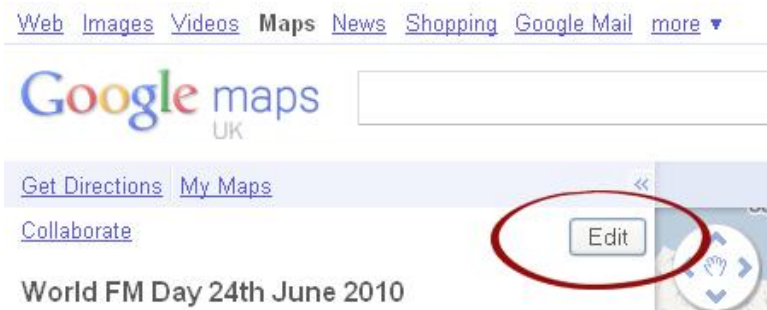 Web Images Videos Maps News Shopping Google Mail more ▼
Google maps
UK
Get Directions My Maps «
Collaborate Edit
World FM Day 24th June 2010